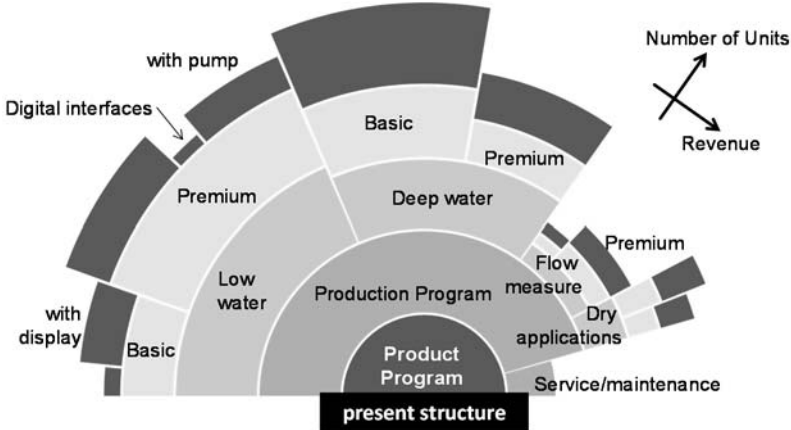 with pump
Number of Units
Digital interfaces
Basic
Revenue
Premium
Premium
Deep water
Premium
Flow
measure
Low
water
Production Program
with
display
Dry
applications
Basic
Product
Program
Service/maintenance
present structure